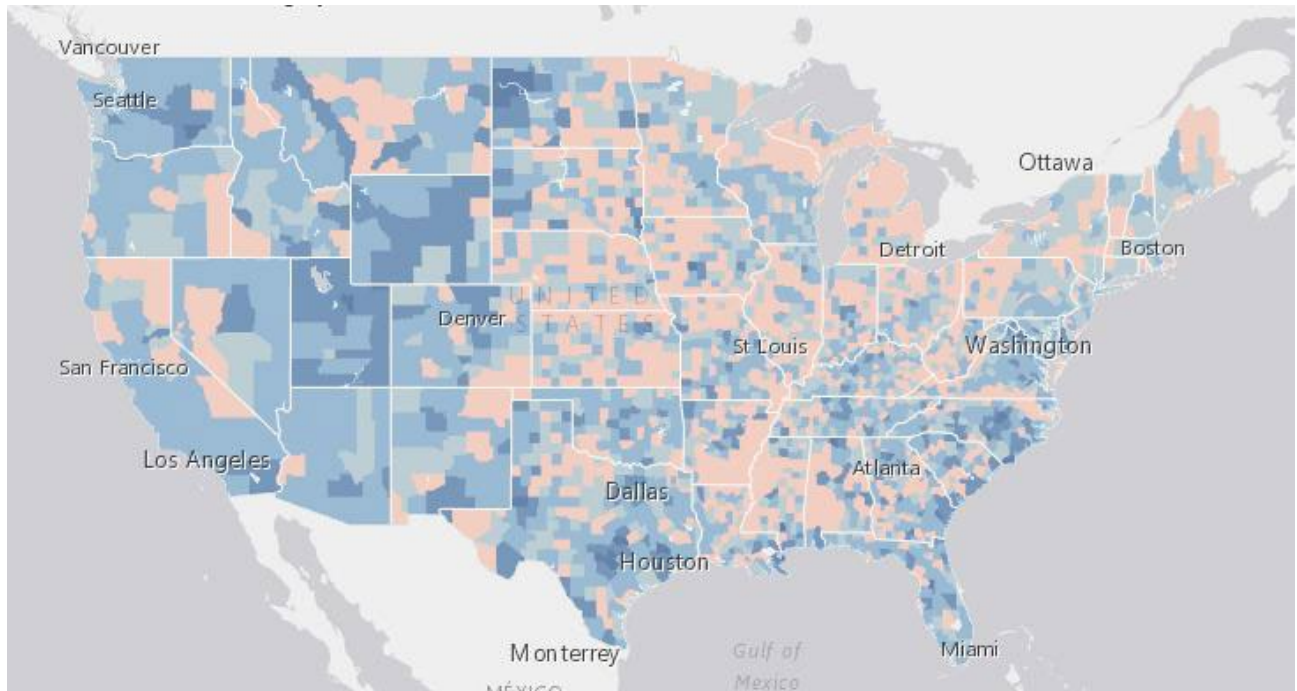 Vancouver
Seattle
Ottawa
Detroit
Boston
UNITED
STATES
Denver
St Louis
Washington
San Francisco
Los Angeles
Atlanta
Dallas
Houston
Monterrey
Gulf of
Mexico
Miami
MÉXICO